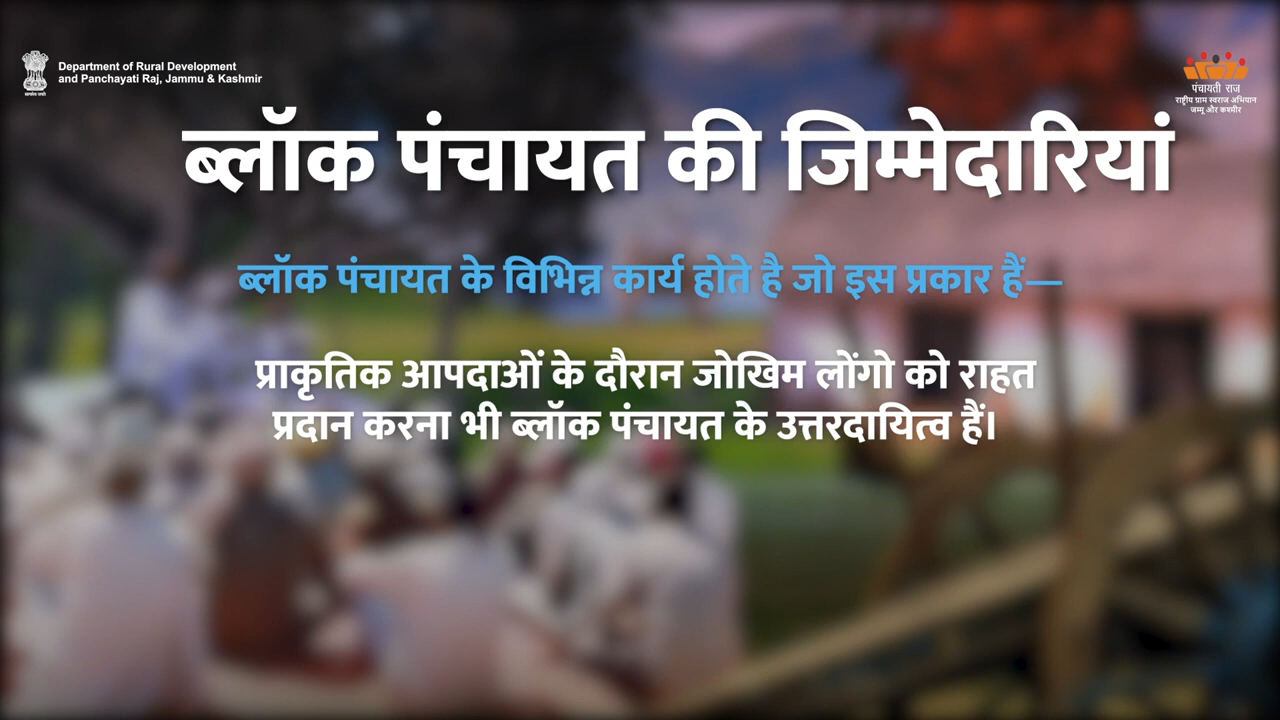 Department of Rural Development
and Panchayati Raj, Jammu & Kashmir
पंचायती राज
राष्ट्रीय ग्राम स्वराज अभियान
जम्मू और कश्मीर
ब्लॉक पंचायत की जिम्मेदारियां
ब्लॉक पंचायत के विभिन्न कार्य होते है जो इस प्रकार हैं—
प्राकृतिक आपदाओं के दौरान जोखिम लोंगो को राहत
प्रदान करना भी ब्लॉक पंचायत के उत्तरदायित्व हैं।